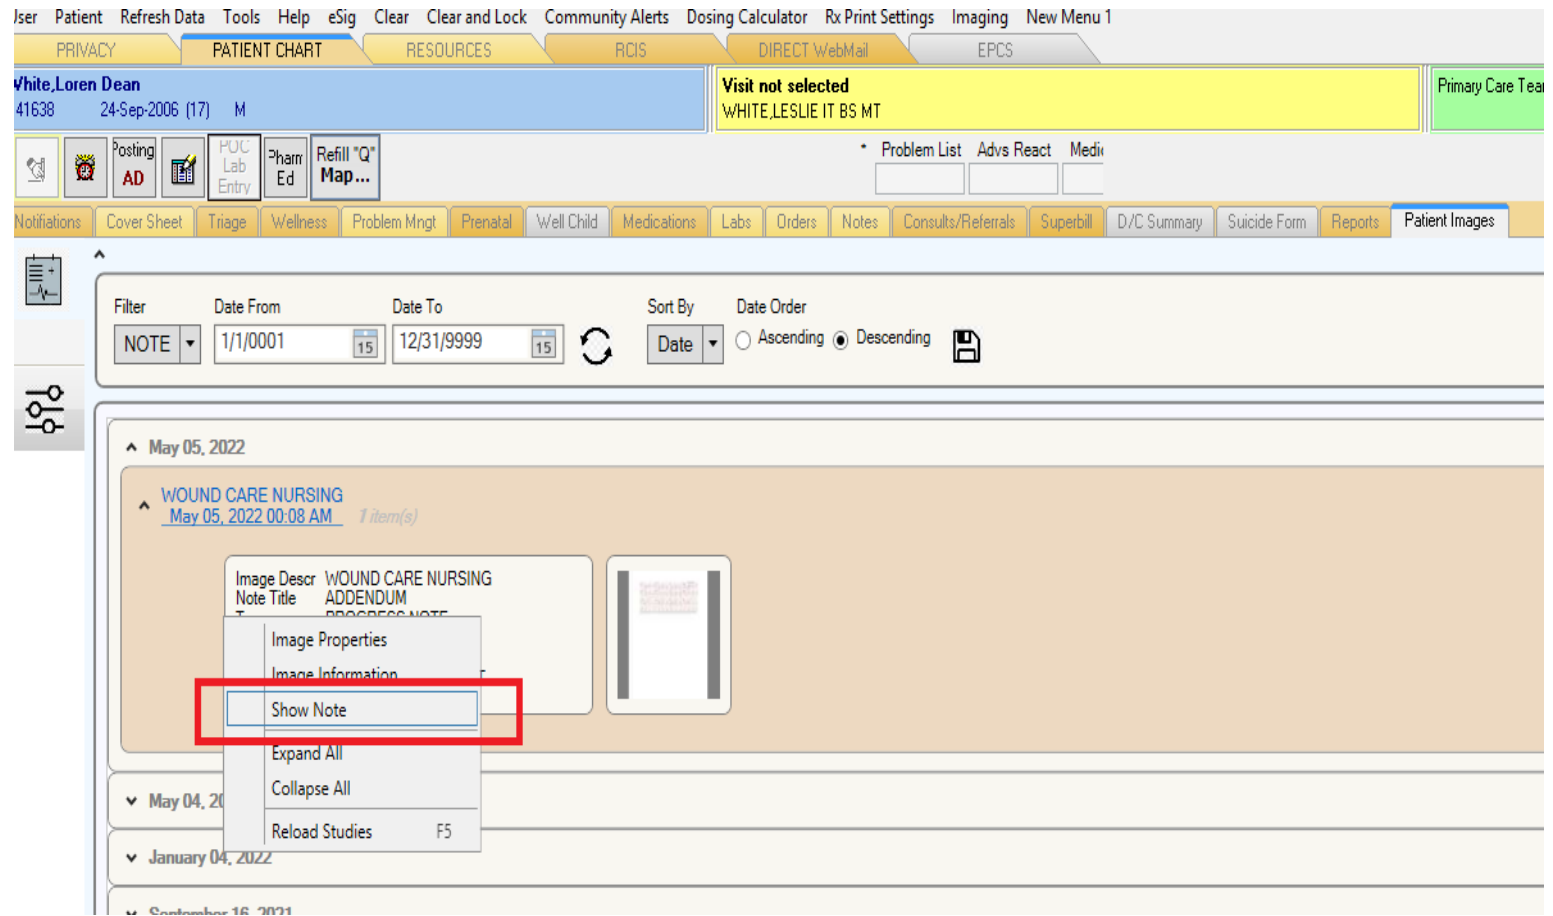 User Patient Refresh Data Tools Help eSig Clear Clear and Lock Community Alerts Dosing Calculator Rx Print Settings Imaging New Menu 1
PRIVACY PATIENT CHART RESOURCES RCIS DIRECT WebMail EPCS
White,Loren Dean
41638 24-Sep-2006 (17) M
Visit not selected
WHITE,LESLIE IT BS MT
Primary Care Tea
Posting
AD
POC
Lab
Entry
Pharm
Ed
Refill "Q"
Map...
* Problem List Advs React Medic
Notifiations Cover Sheet Triage Wellness Problem Mngt Prenatal Well Child Medications Labs Orders Notes Consults/Referrals Superbill D/C Summary Suicide Form Reports Patient Images
Filter Date From Date To Sort By Date Order
NOTE 1/1/0001 15 12/31/9999 15 Date Ascending Descending
May 05, 2022
WOUND CARE NURSING
May 05, 2022 00:08 AM 1 item(s)
Image Descr WOUND CARE NURSING
Note Title ADDENDUM
PROGRESS NOTE
Image Properties
Image Information
Show Note
Expand All
Collapse All
Reload Studies F5
May 04, 20
January 04, 2022
September 16, 2021